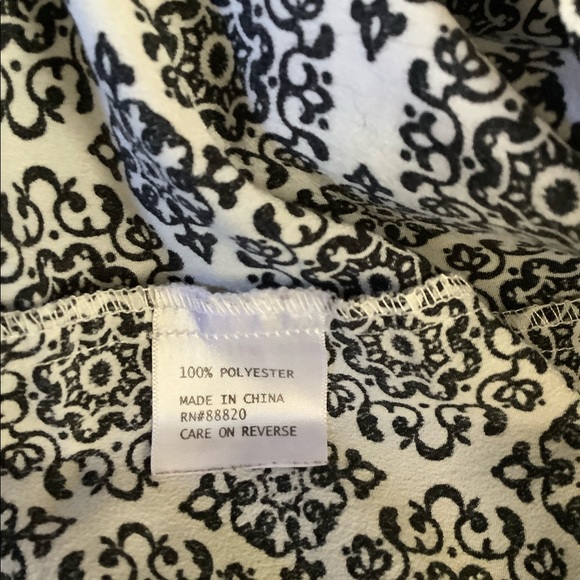 100% POLYESTER
MADE IN CHINA
RN#88820
CARE ON REVERSE